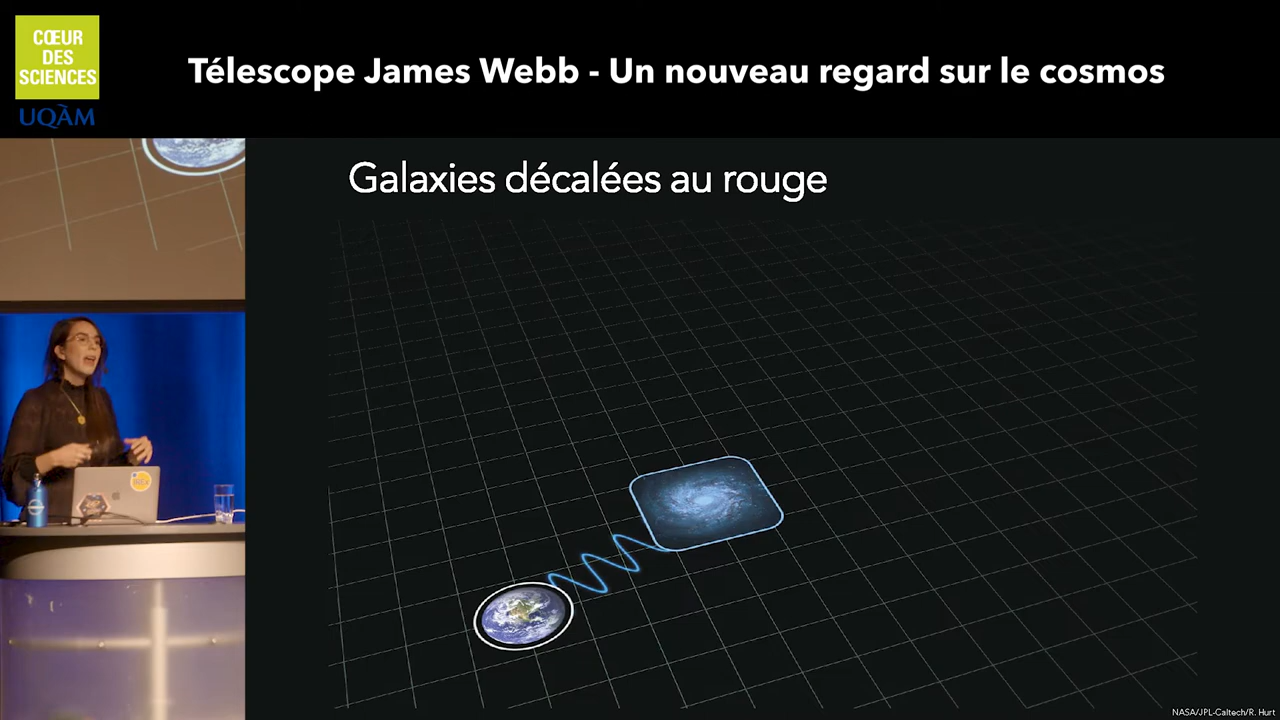 CŒUR
DES
SCIENCES
UQÀM
Télescope James Webb - Un nouveau regard sur le cosmos
Galaxies décalées au rouge
NASA/JPL-Caltech/R. Hurt